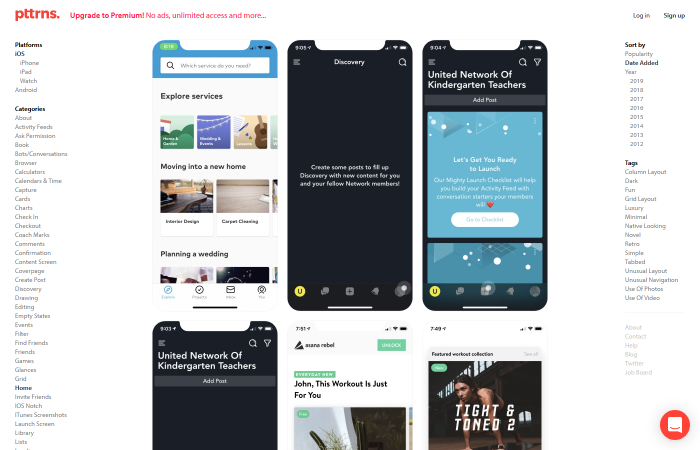 pttrns.
Upgrade to Premium! No ads, unlimited access and more...
Log in
Sign up
Platforms
iOS
iPhone
iPad
Watch
Android
Categories
About
Activity Feeds
Ask Permission
Book
Bots/Conversations
Browser
Calculators
Calendars & Time
Capture
Cards
Charts
Check In
Checkout
Coach Marks
Comments
Confirmation
Content Screen
Coverpage
Create Post
Discovery
Drawing
Editing
Empty States
Events
Filter
Find Friends
Friends
Games
Glances
Grid
Home
Invite Friends
iOS Notch
iTunes Screenshots
Launch Screen
Library
Lists
Which service do you need?
Explore services
Home & Garden
Wedding & Events
Lessons
Moving into a new home
Interior Design
Carpet Cleaning
Planning a wedding
Explore
Projects
Inbox
You
9:05
Discovery
Create some posts to fill up
Discovery with new content for you
and your fellow Network members!
U
9:04
United Network Of
Kindergarten Teachers
Add Post
Let's Get You Ready
to Launch
Our Mighty Launch Checklist will help
you build your Activity Feed with
conversation starters your members
will
Go to Checklist
U
9:03
United Network Of
Kindergarten Teachers
Add Post
7:51
asana rebel
UNLOCK
EVERYDAY NEW
John, This Workout Is Just
For You
Free
7:49
Featured workout collection
See all
New
TIGHT &
TONED 2
Sort by
Popularity
Date Added
Year
2019
2018
2017
2016
2015
2014
2013
2012
Tags
Column Layout
Dark
Fun
Grid Layout
Luxury
Minimal
Native Looking
Novel
Retro
Simple
Tabbed
Unusual Layout
Unusual Navigation
Use Of Photos
Use Of Video
About
Contact
Help
Blog
Twitter
Job Board